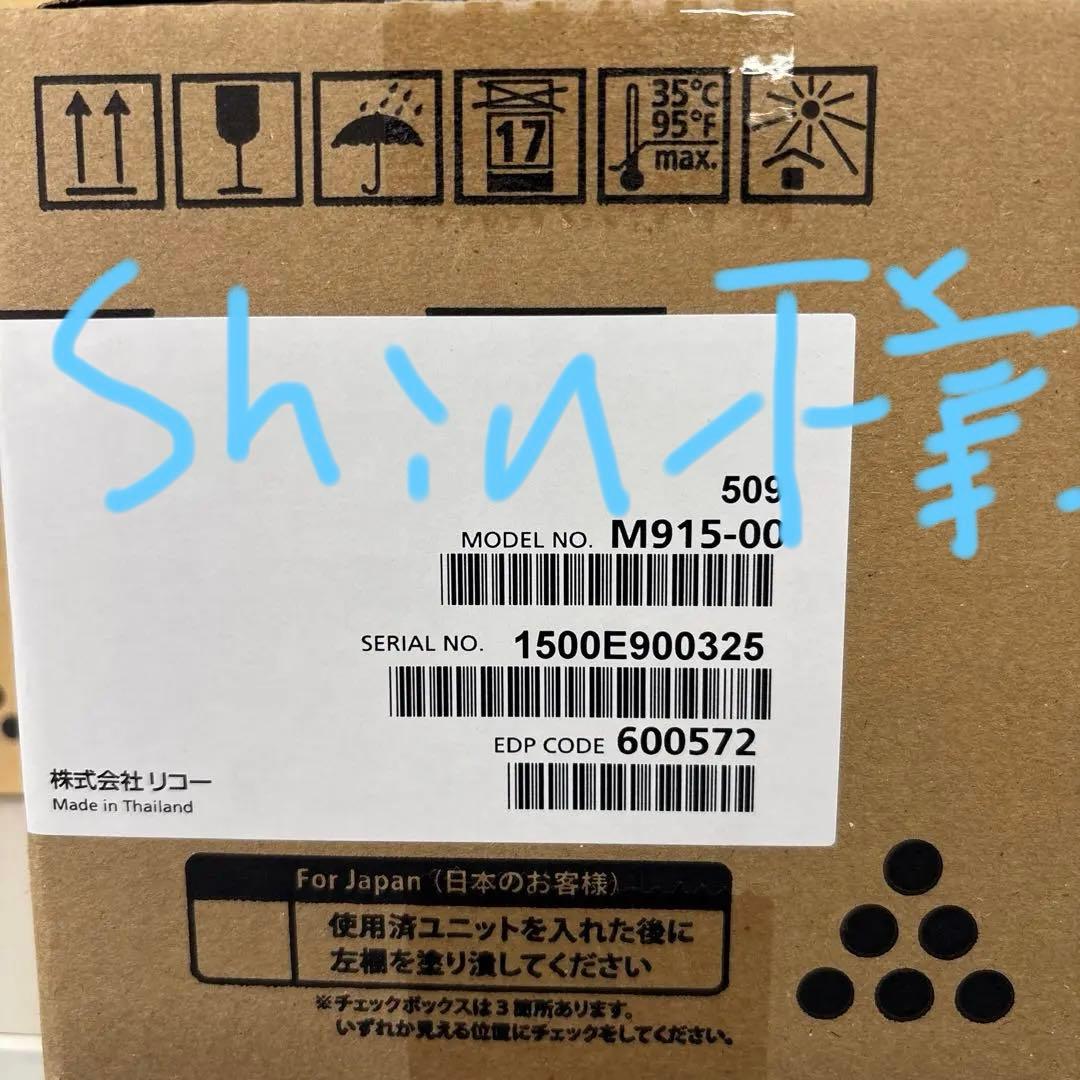 17
35°C
95°F
max.
Shin様
509
MODEL NO. M915-00
SERIAL NO. 1500E900325
EDP CODE 600572
株式会社 リコー
Made in Thailand
For Japan（日本のお客様）
使用済ユニットを入れた後に
左欄を塗り潰してください
※チェックボックスは3箇所あります。
いずれか見える位置にチェックをしてください。